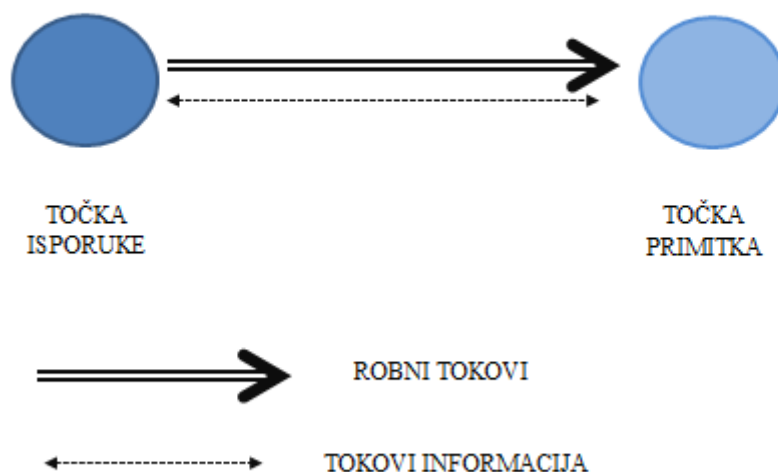 TOČKA
ISPORUKE
TOČKA
PRIMITKA
ROBNI TOKOVI
TOKOVI INFORMACIJA